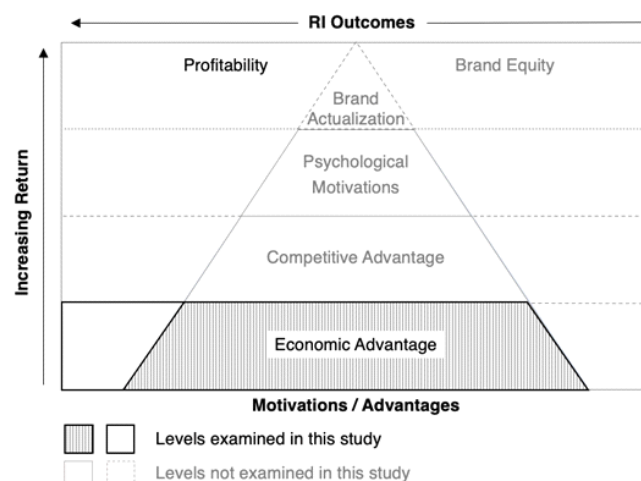 RI Outcomes
Profitability
Brand Equity
Brand
Actualization
Psychological
Motivations
Competitive Advantage
Economic Advantage
Increasing Return
Motivations / Advantages
Levels examined in this study
Levels not examined in this study